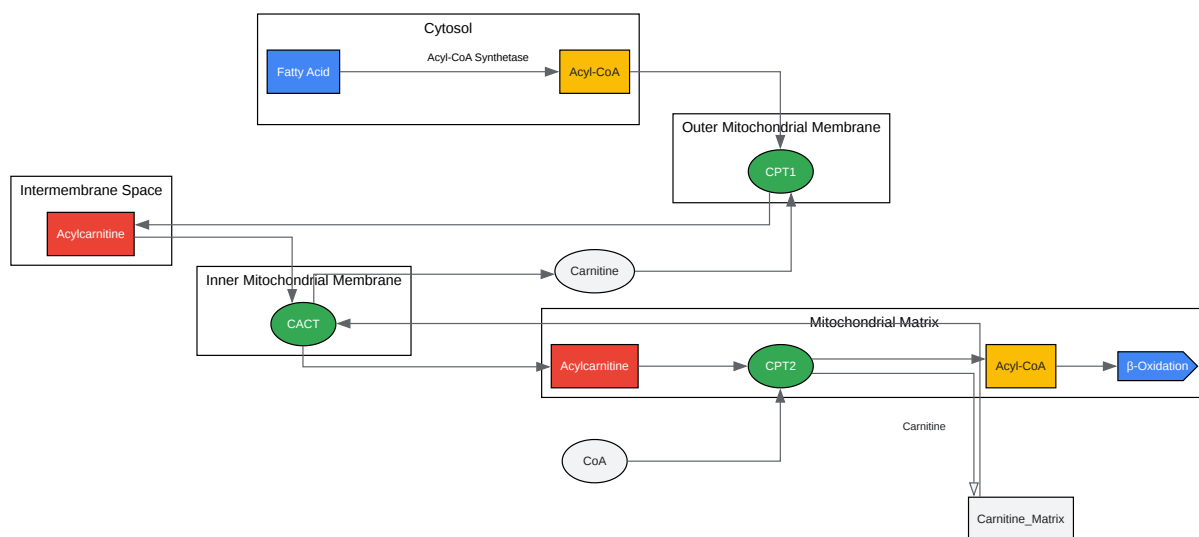 Cytosol
Fatty Acid
Acyl-CoA Synthetase
Acyl-CoA
Outer Mitochondrial Membrane
CPT1
Intermembrane Space
Acylcarnitine
Inner Mitochondrial Membrane
CACT
Carnitine
Mitochondrial Matrix
Acylcarnitine
CPT2
Acyl-CoA
β-Oxidation
Carnitine
CoA
Carnitine_Matrix